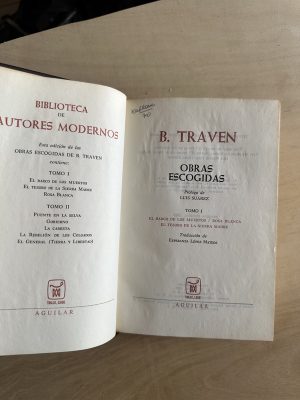 BIBLIOTECA
DE
AUTORES MODERNOS
Esta edición de las
OBRAS ESCOGIDAS DE B. TRAVEN
contiene:
TOMO I
EL BARCO DE LOS MUERTOS
EL TESORO DE LA SIERRA MADRE
ROSA BLANCA
TOMO II
PUENTE EN LA SELVA
GOBIERNO
LA CARRETA
LA REBELIÓN DE LOS COLGADOS
EL GENERAL (TIERRA Y LIBERTAD)
AGUILAR
B. TRAVEN
OBRAS
ESCOGIDAS
Prólogo de
LUIS SUÁREZ
TOMO I
EL BARCO DE LOS MUERTOS / ROSA BLANCA
EL TESORO DE LA SIERRA MADRE
Traducción de
ESPERANZA LÓPEZ MATEOS
AGUILAR